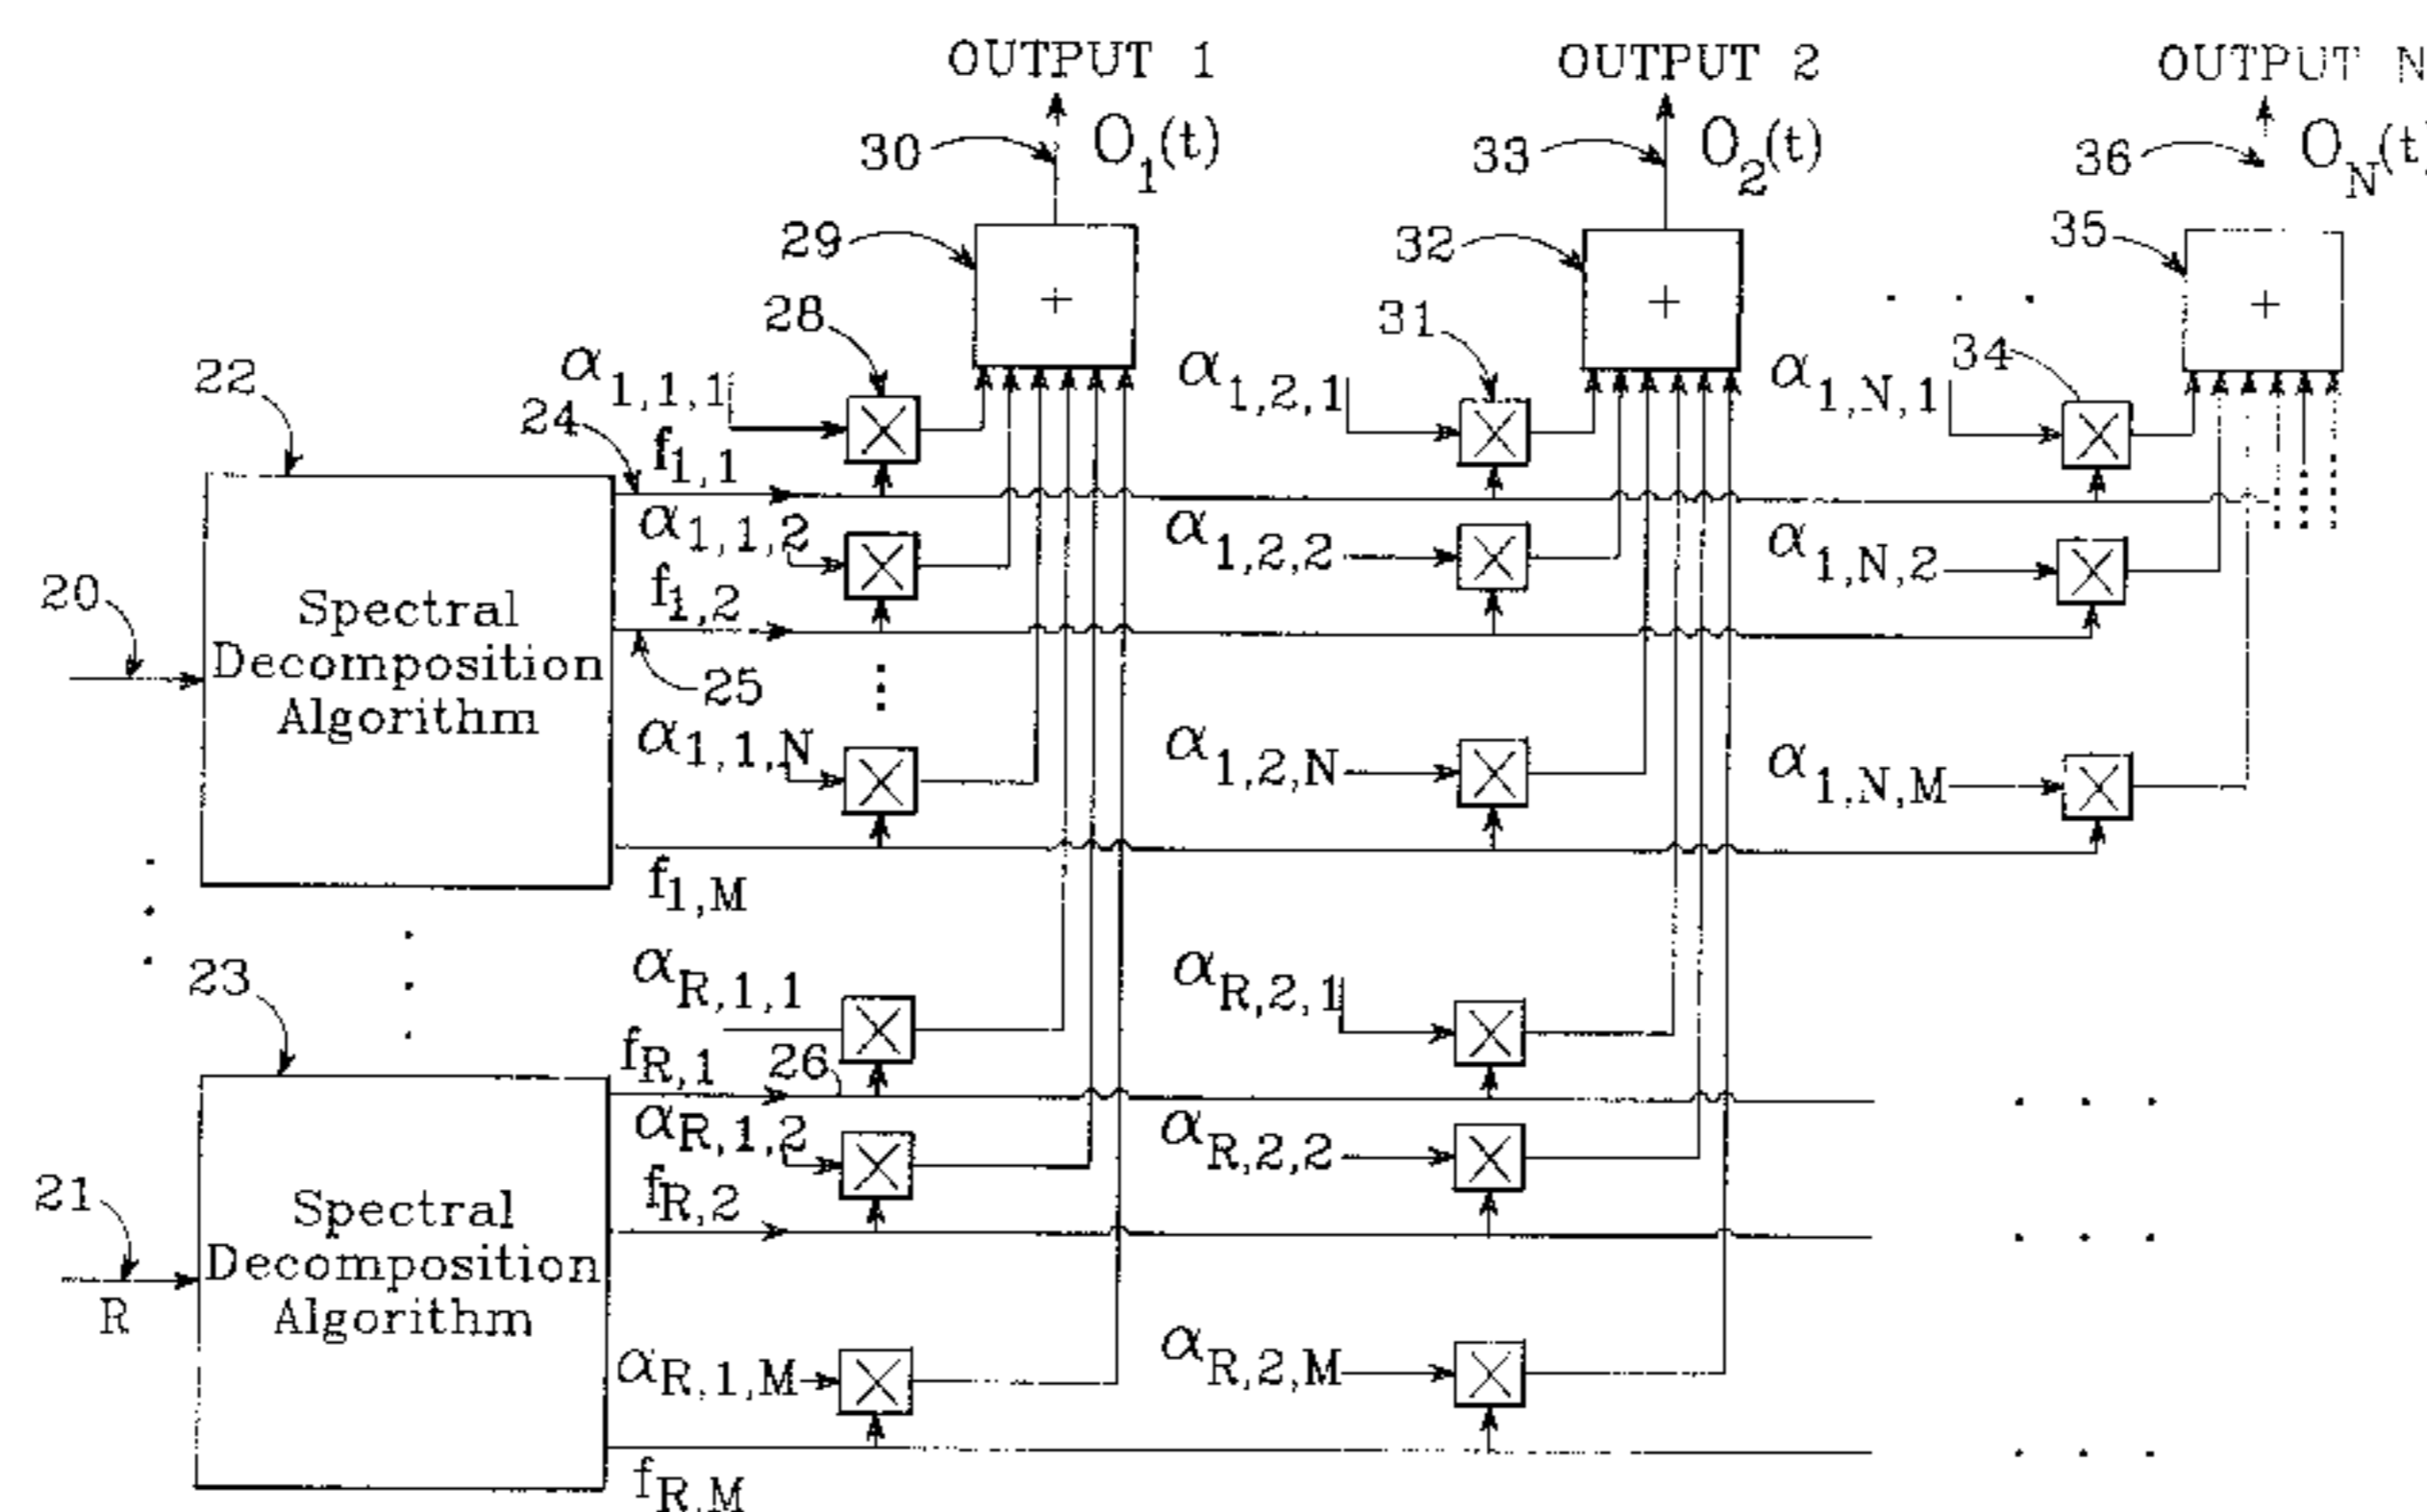 OUTPUT 1 OUTPUT 2 OUTPUT N
30 O1(t) 33 O2(t) 36 ON(t)
29 + 32 + 35 +
28 31 34
22 α1,1,1 α1,2,1 α1,N,1
24 f1,1
α1,1,2 α1,2,2 α1,N,2
20 f1,2
Spectral
Decomposition
Algorithm
25
α1,1,N α1,2,N α1,N,M
f1,M
23 αR,1,1 αR,2,1
fR,1 26
αR,1,2 αR,2,2
21 fR,2
R
Spectral
Decomposition
Algorithm
αR,1,M αR,2,M
fR,M